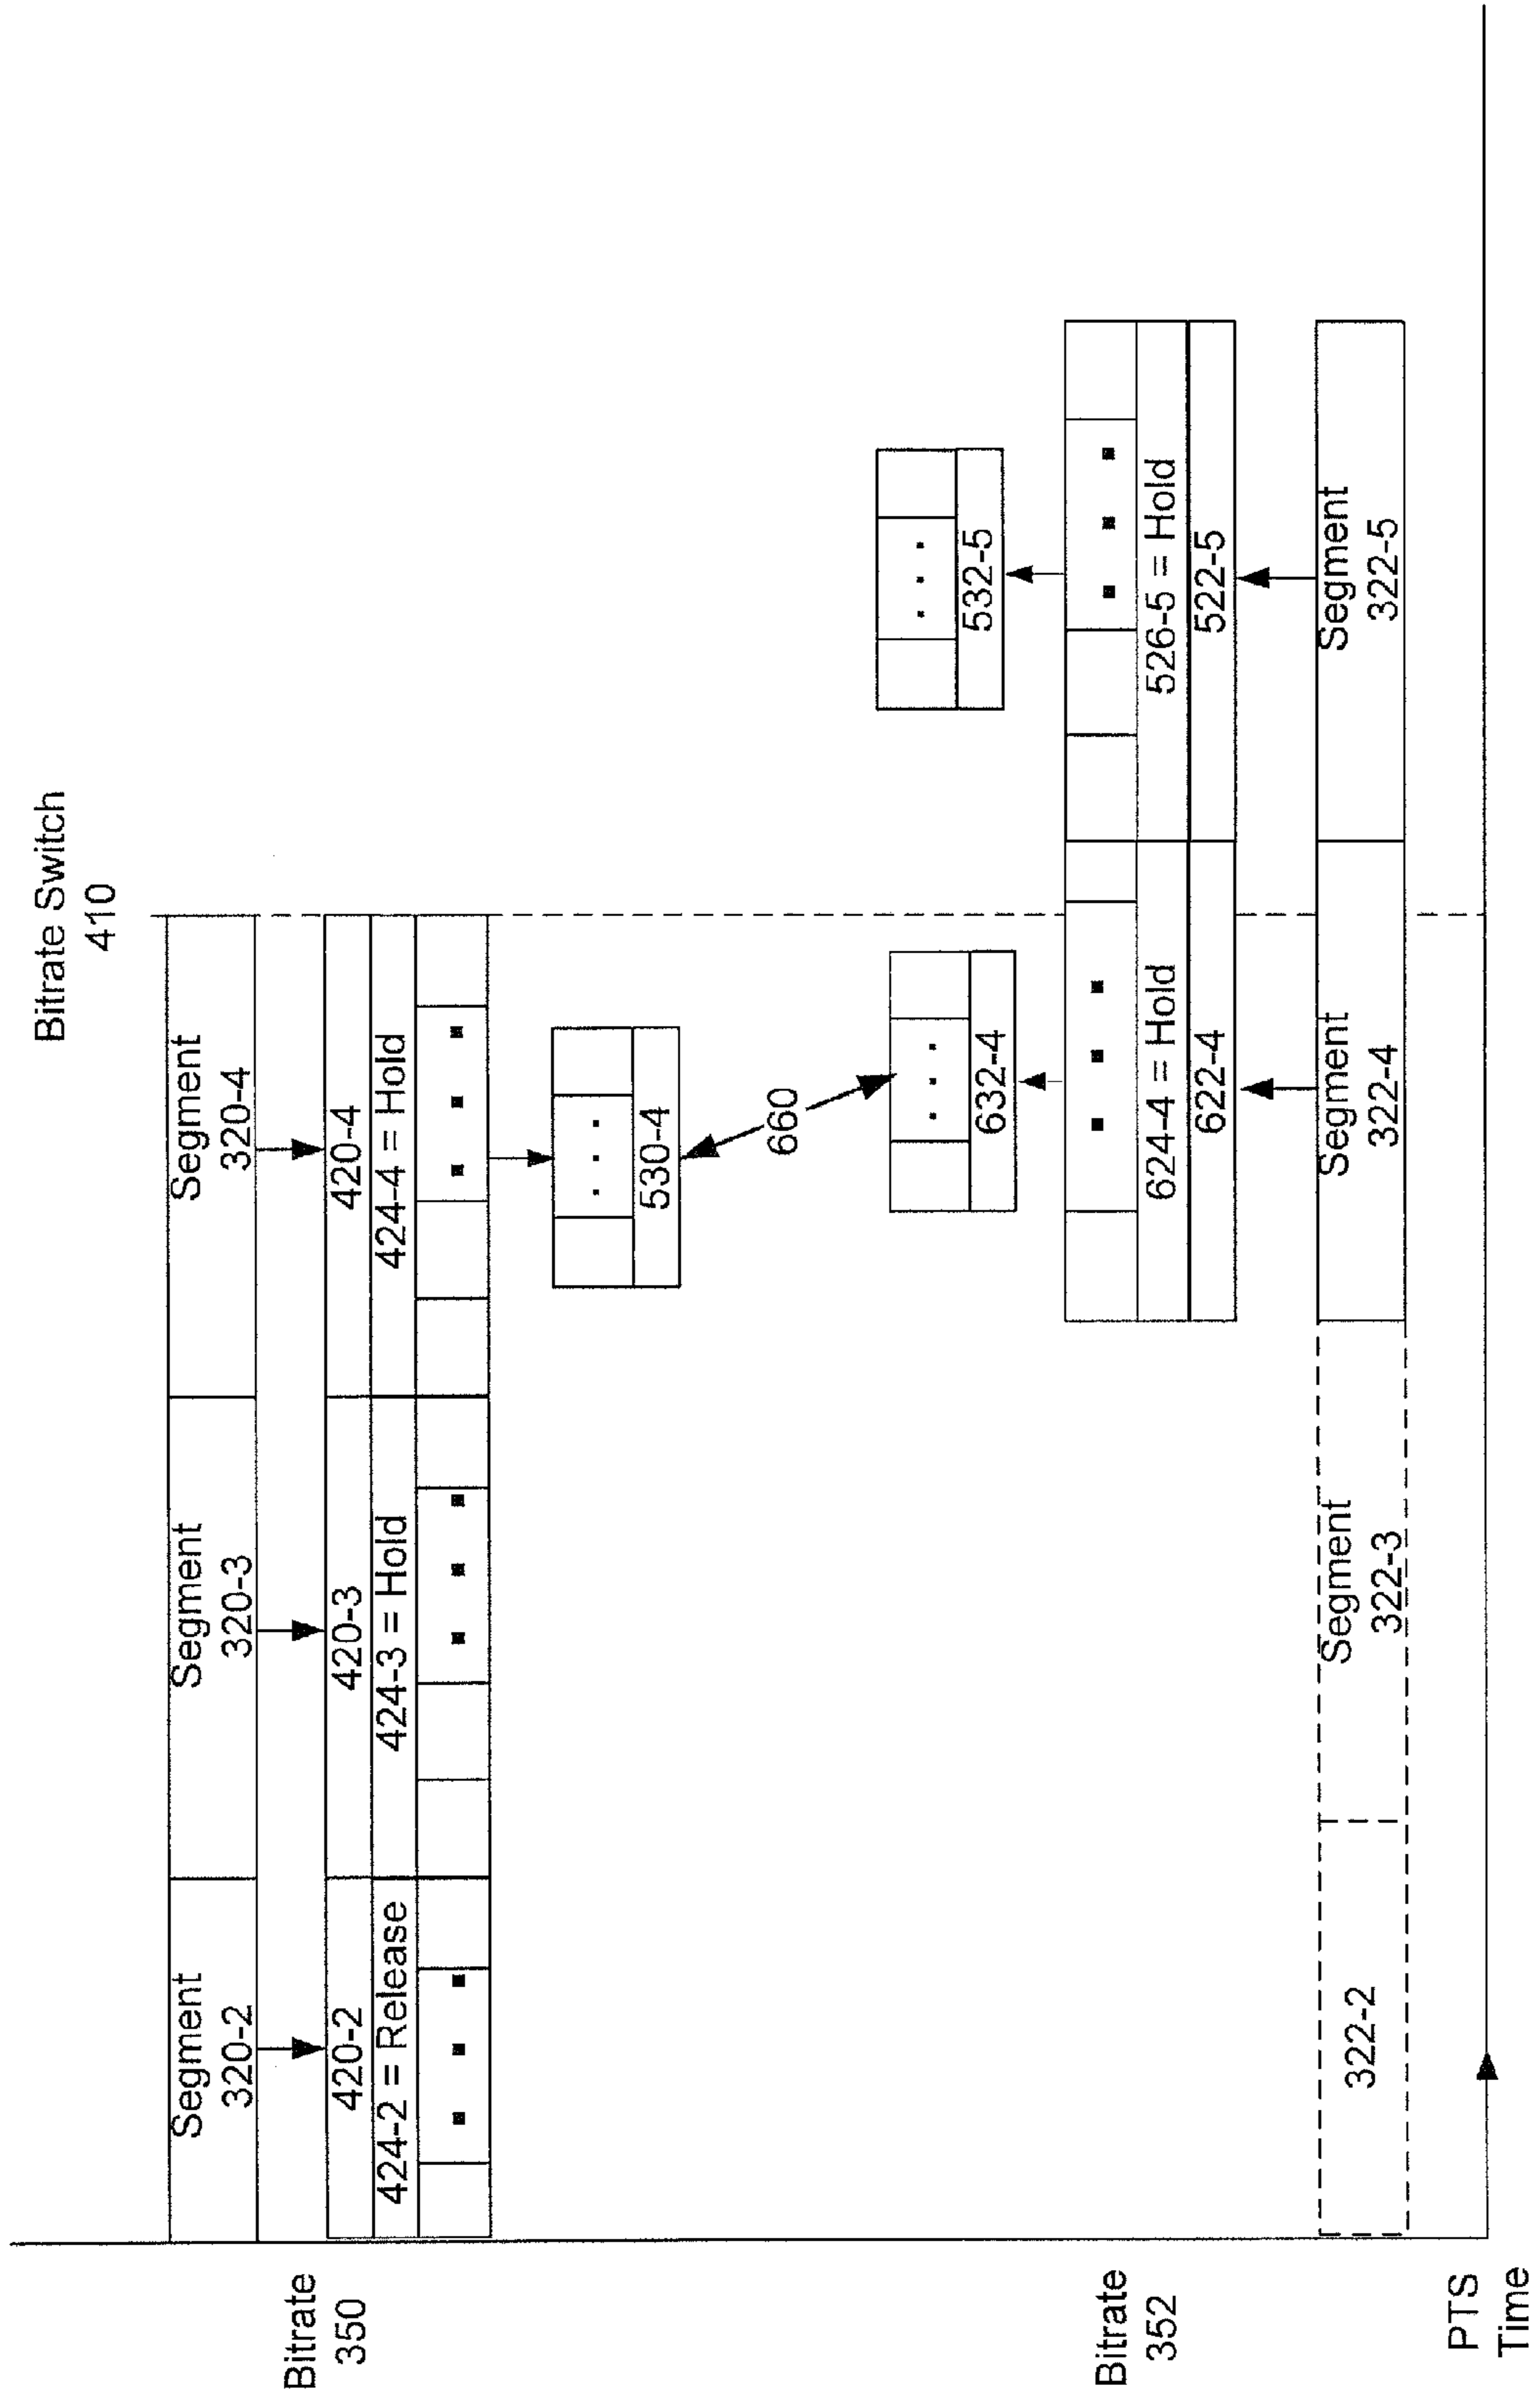 Bitrate Switch
410
Bitrate
350
Segment
320-2
Segment
320-3
Segment
320-4
420-2
420-3
420-4
424-2 = Release
424-3 = Hold
424-4 = Hold
530-4
660
632-4
532-5
Bitrate
352
624-4 = Hold
526-5 = Hold
622-4
522-5
322-2
Segment
322-3
Segment
322-4
Segment
322-5
PTS
Time